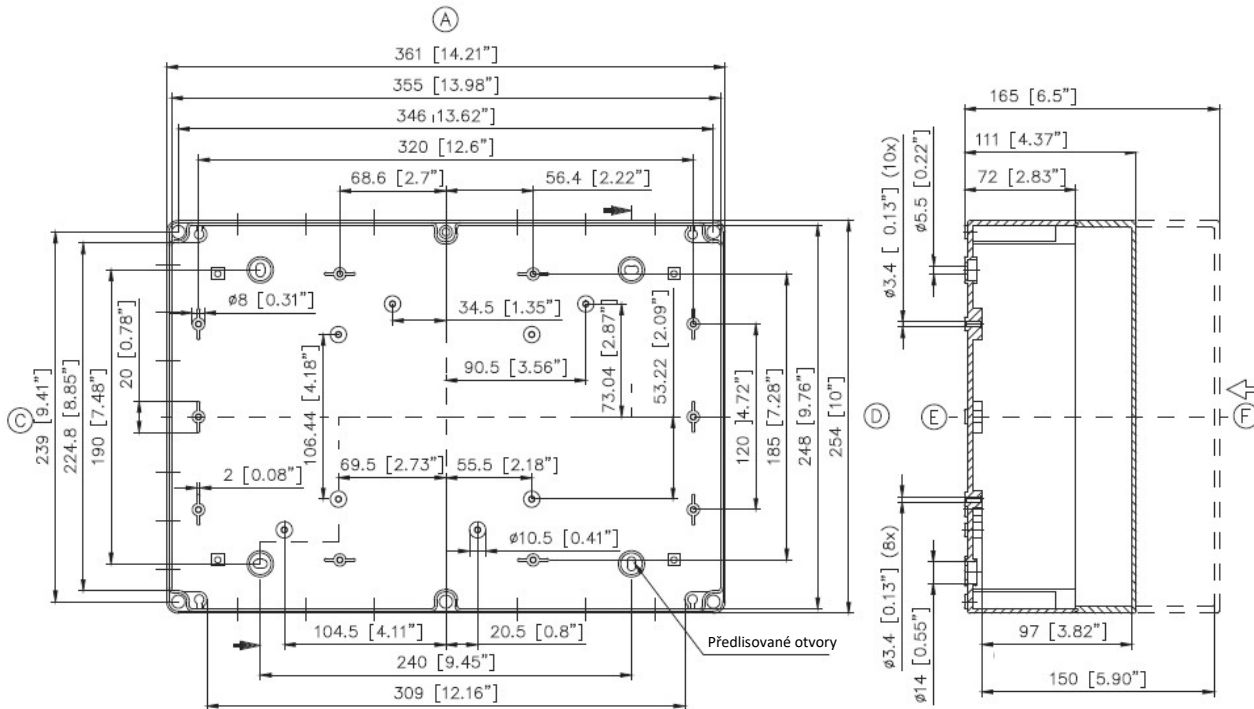 A
361 [14.21”]
355 [13.98”]
346 [13.62”]
320 [12.6”]
68.6 [2.7”]
56.4 [2.22”]
ø8 [0.31”]
34.5 [1.35”]
90.5 [3.56”]
20 [0.78”]
239 [9.41”]
224.8 [8.85”]
190 [7.48”]
106.44 [4.18”]
73.04 [2.87”]
53.22 [2.09”]
120 [4.72”]
185 [7.28”]
248 [9.76”]
254 [10”]
C
D
69.5 [2.73”]
55.5 [2.18”]
2 [0.08”]
ø10.5 [0.41”]
104.5 [4.11”]
20.5 [0.8”]
Předlisované otvory
240 [9.45”]
309 [12.16”]
165 [6.5”]
111 [4.37”]
72 [2.83”]
ø3.4 [ 0.13”] (10x)
ø5.5 [0.22”]
E
F
ø3.4 [0.13”] (8x)
ø14 [0.55”]
97 [3.82”]
150 [5.90”]